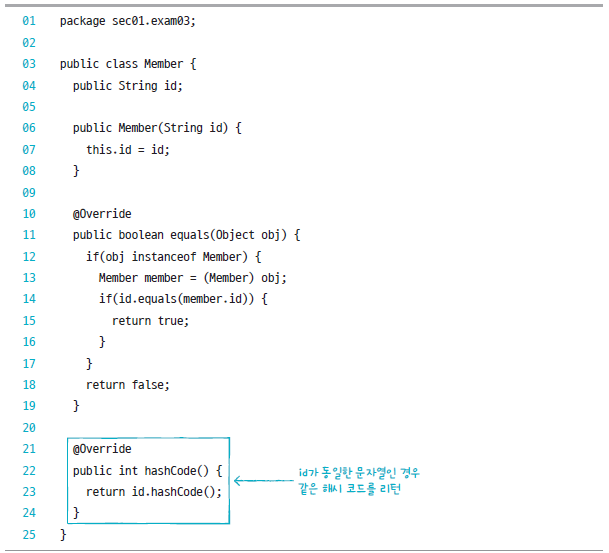 01 package sec01.exam03;
02
03 public class Member {
04   public String id;
05
06   public Member(String id) {
07     this.id = id;
08   }
09
10   @Override
11   public boolean equals(Object obj) {
12     if(obj instanceof Member) {
13       Member member = (Member) obj;
14       if(id.equals(member.id)) {
15         return true;
16       }
17     }
18     return false;
19   }
20
21   @Override
22   public int hashCode() {
23     return id.hashCode();
24   }
25 }
id가 동일한 문자열인 경우
같은 해시 코드를 리턴